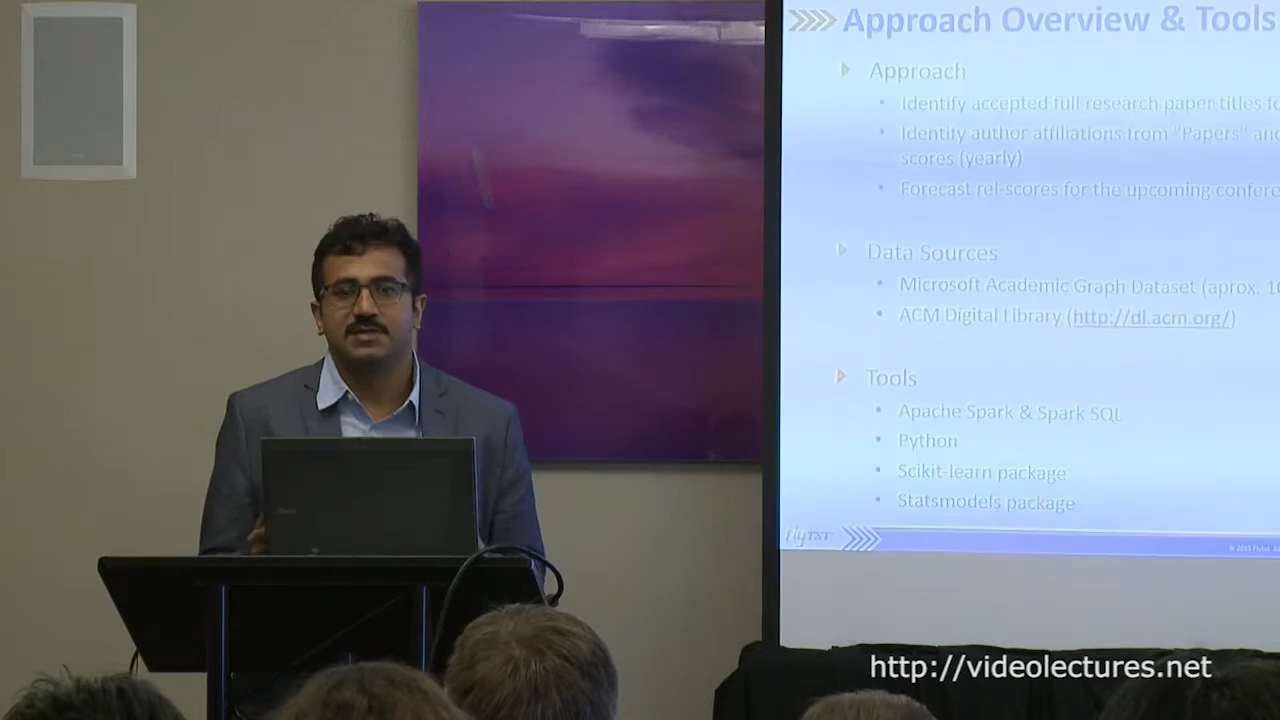 Approach Overview & Tools
Approach
Identify accepted full research paper titles
Identify author affiliations from "Papers" and
scores (yearly)
Forecast rel-scores for the upcoming
Data Sources
Microsoft Academic Graph Dataset (aprox.
ACM Digital Library (http://dl.acm.org/)
Tools
Apache Spark & Spark SQL
Python
Scikit-learn package
Statsmodels package
flyTXT
http://videolectures.net